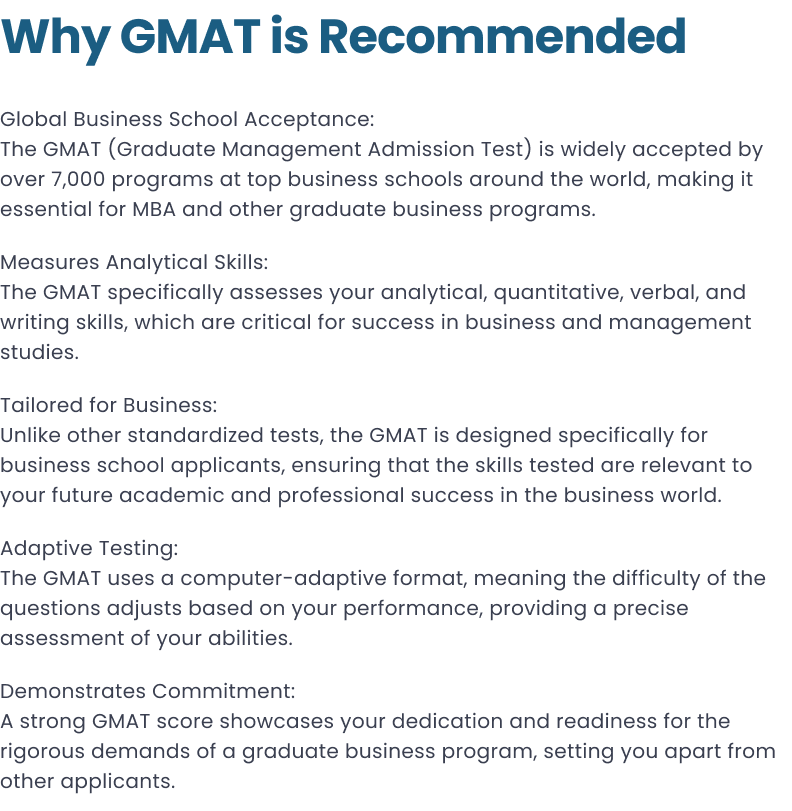 Why GMAT is Recommended
Global Business School Acceptance:
The GMAT (Graduate Management Admission Test) is widely accepted by
over 7,000 programs at top business schools around the world, making it
essential for MBA and other graduate business programs.
Measures Analytical Skills:
The GMAT specifically assesses your analytical, quantitative, verbal, and
writing skills, which are critical for success in business and management
studies.
Tailored for Business:
Unlike other standardized tests, the GMAT is designed specifically for
business school applicants, ensuring that the skills tested are relevant to
your future academic and professional success in the business world.
Adaptive Testing:
The GMAT uses a computer-adaptive format, meaning the difficulty of the
questions adjusts based on your performance, providing a precise
assessment of your abilities.
Demonstrates Commitment:
A strong GMAT score showcases your dedication and readiness for the
rigorous demands of a graduate business program, setting you apart from
other applicants.